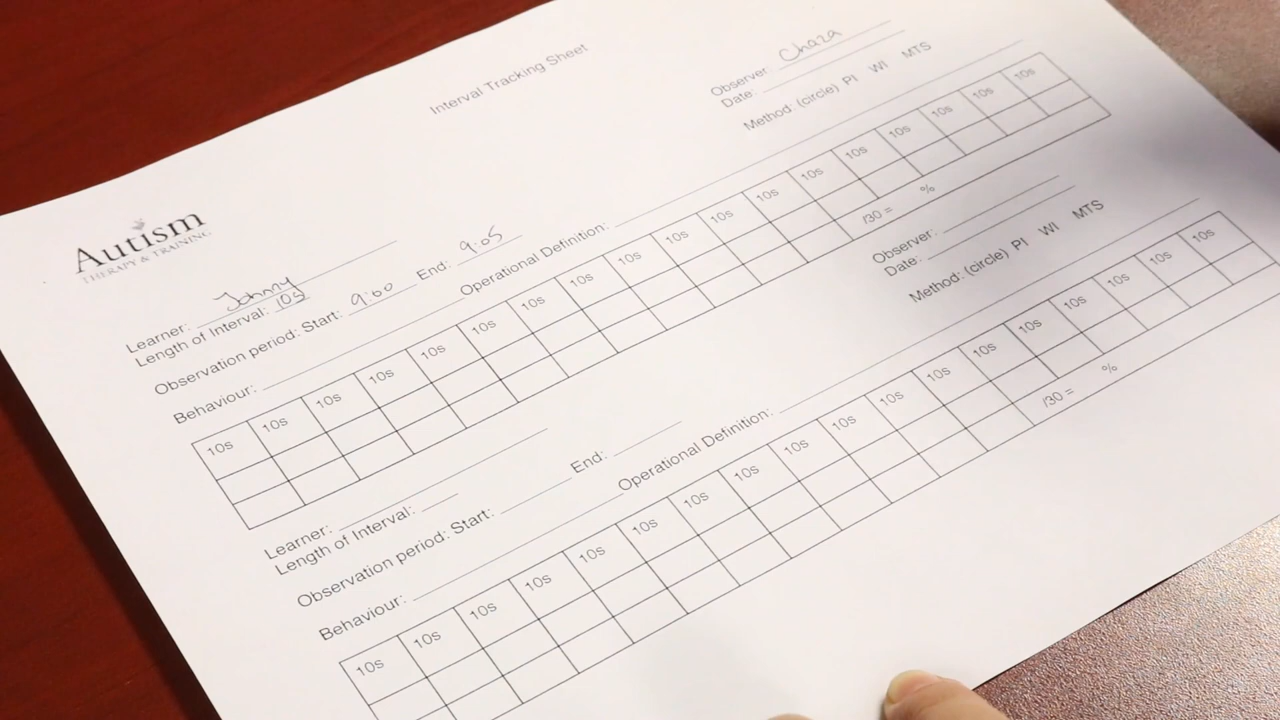 Interval Tracking Sheet
Observer: Chaza
Date:
Method: (circle) PI WI MTS
Autism
THERAPY & TRAINING
Learner: Johnny
Length of Interval: 10s
Observation period: Start: 9:00 End: 9:05
Behaviour: Operational Definition:
10s 10s 10s 10s 10s 10s 10s 10s 10s 10s 10s 10s 10s 10s 10s 10s 10s 10s
/30 = %
Observer:
Date:
Method: (circle) PI WI MTS
Learner:
Length of Interval:
Observation period: Start: End:
Behaviour: Operational Definition:
10s 10s 10s 10s 10s 10s 10s 10s 10s 10s 10s 10s 10s 10s 10s 10s 10s 10s
/30 = %